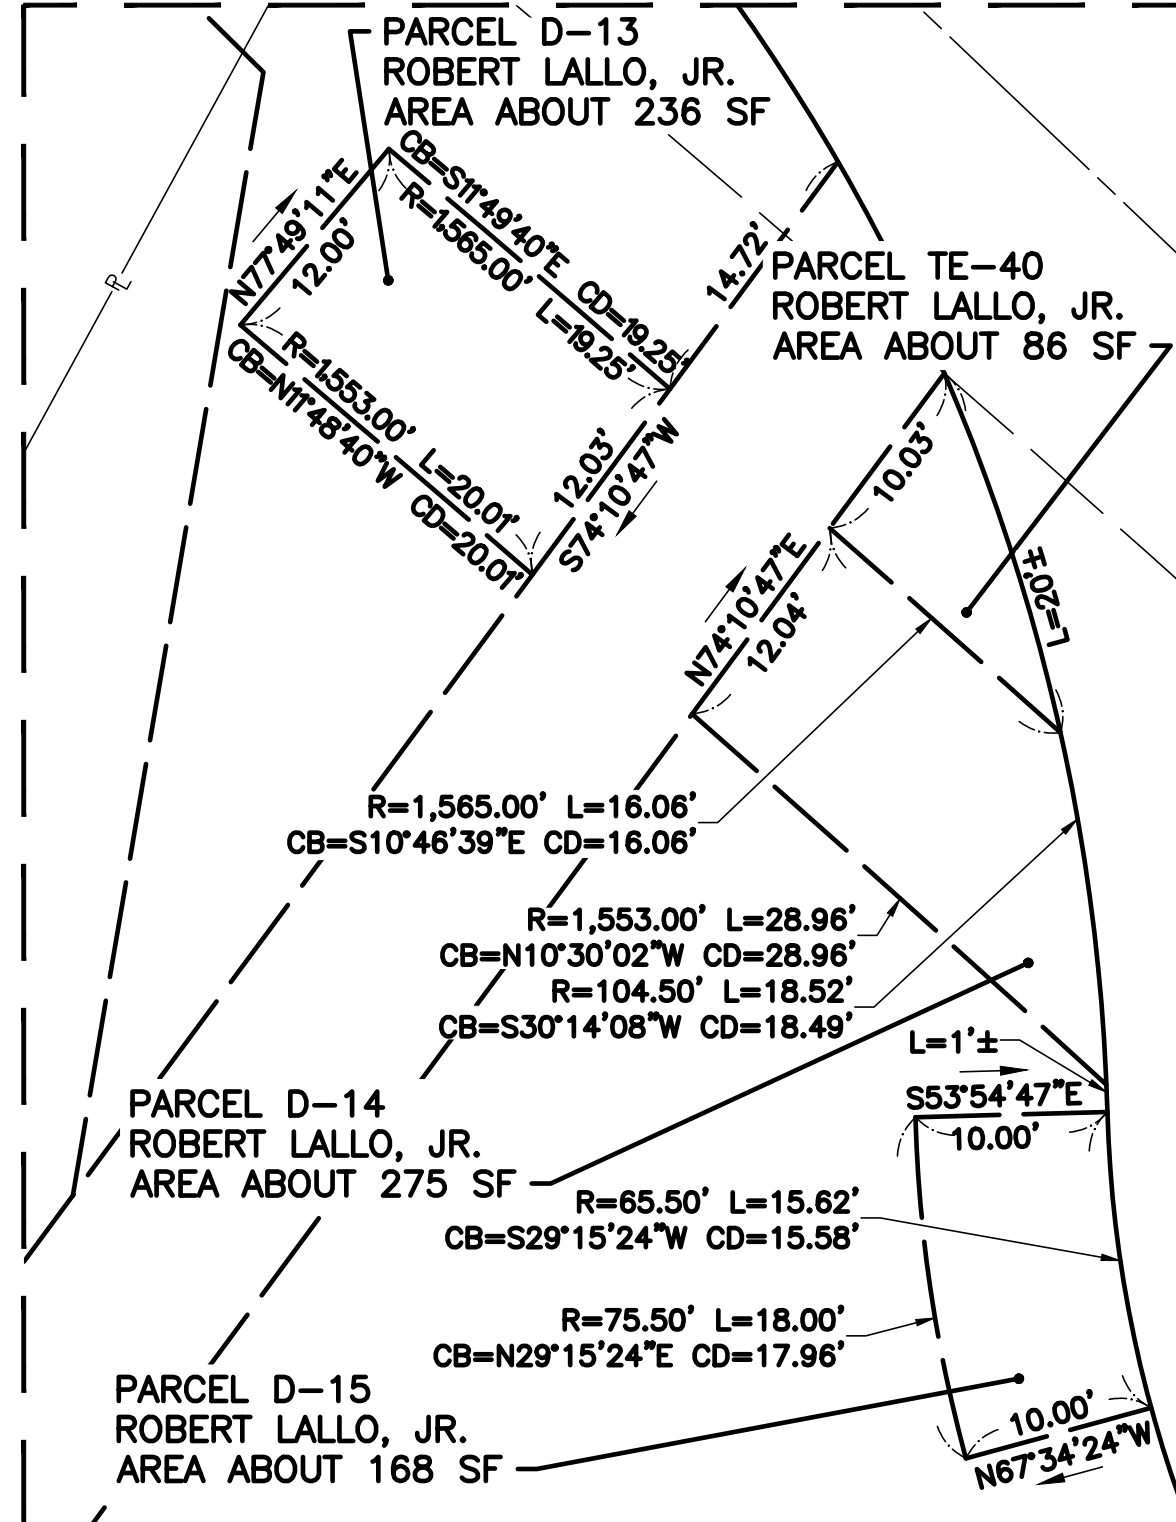 PARCEL D-13
ROBERT LALLO, JR.
AREA ABOUT 236 SF
CB=S11°49'40"E CD=19.25'
R=1,565.00' L=19.25'
N77°49'11"E
12.00'
R=1,553.00' L=20.01'
CB=N11°48'40"W CD=20.01'
14.72'
12.03'
S74°10'47"W
R
PARCEL TE-40
ROBERT LALLO, JR.
AREA ABOUT 86 SF
10.03'
N74°10'47"E
12.04'
L=20'±
R=1,565.00' L=16.06'
CB=S10°46'39"E CD=16.06'
R=1,553.00' L=28.96'
CB=N10°30'02"W CD=28.96'
R=104.50' L=18.52'
CB=S30°14'08"W CD=18.49'
L=1'±
S53°54'47"E
10.00'
PARCEL D-14
ROBERT LALLO, JR.
AREA ABOUT 275 SF
R=65.50' L=15.62'
CB=S29°15'24"W CD=15.58'
R=75.50' L=18.00'
CB=N29°15'24"E CD=17.96'
PARCEL D-15
ROBERT LALLO, JR.
AREA ABOUT 168 SF
10.00'
N67°34'24"W